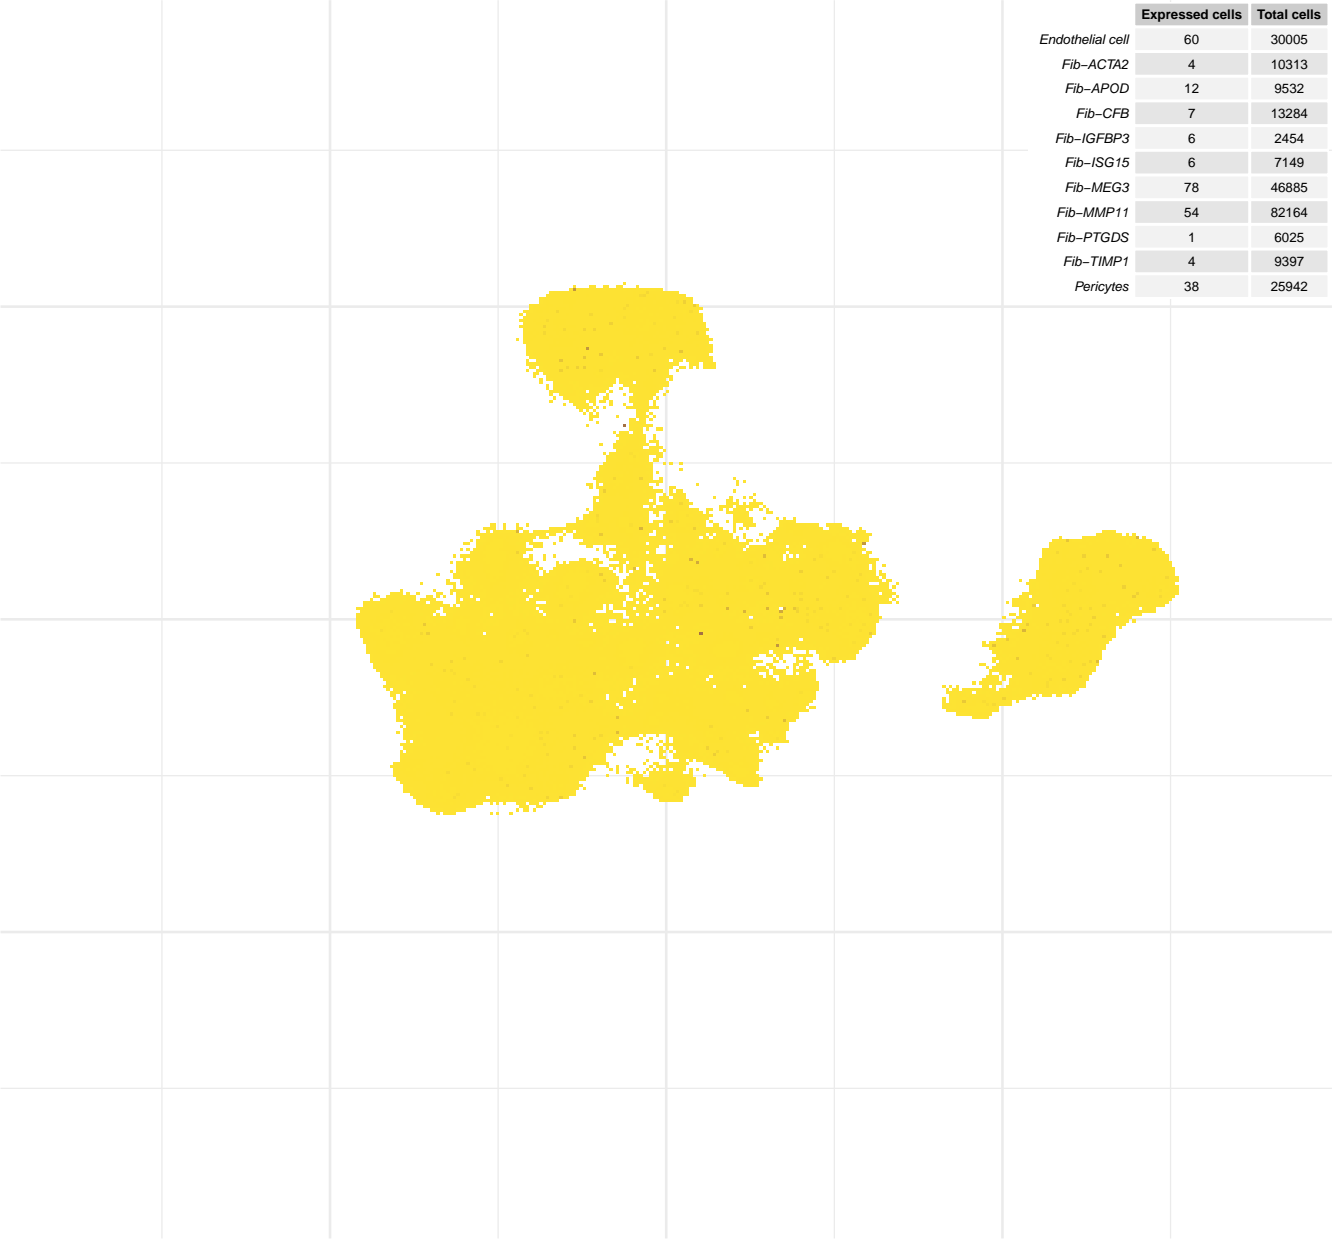 Expressed cells Total cells
Endothelial cell 60 30005
Fib−ACTA2 4 10313
Fib−APOD 12 9532
Fib−CFB 7 13284
Fib−IGFBP3 6 2454
Fib−ISG15 6 7149
Fib−MEG3 78 46885
Fib−MMP11 54 82164
Fib−PTGDS 1 6025
Fib−TIMP1 4 9397
Pericytes 38 25942